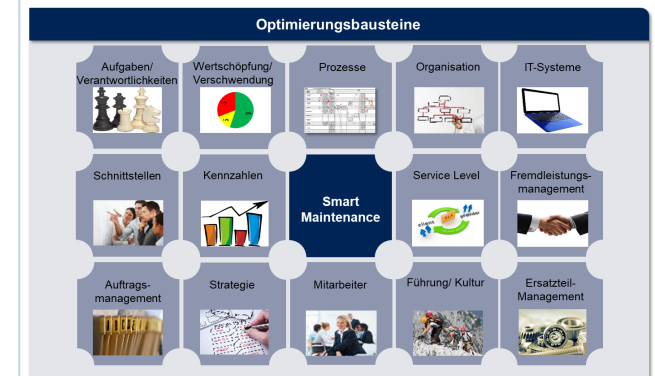 Optimierungsbausteine
Aufgaben/
Verantwortlichkeiten
Wertschöpfung/
Verschwendung
Prozesse
Organisation
IT-Systeme
Schnittstellen
Kennzahlen
Smart
Maintenance
Service Level
Fremdleistungs-
management
Auftrags-
management
Strategie
Mitarbeiter
Führung/ Kultur
Ersatzteil-
Management